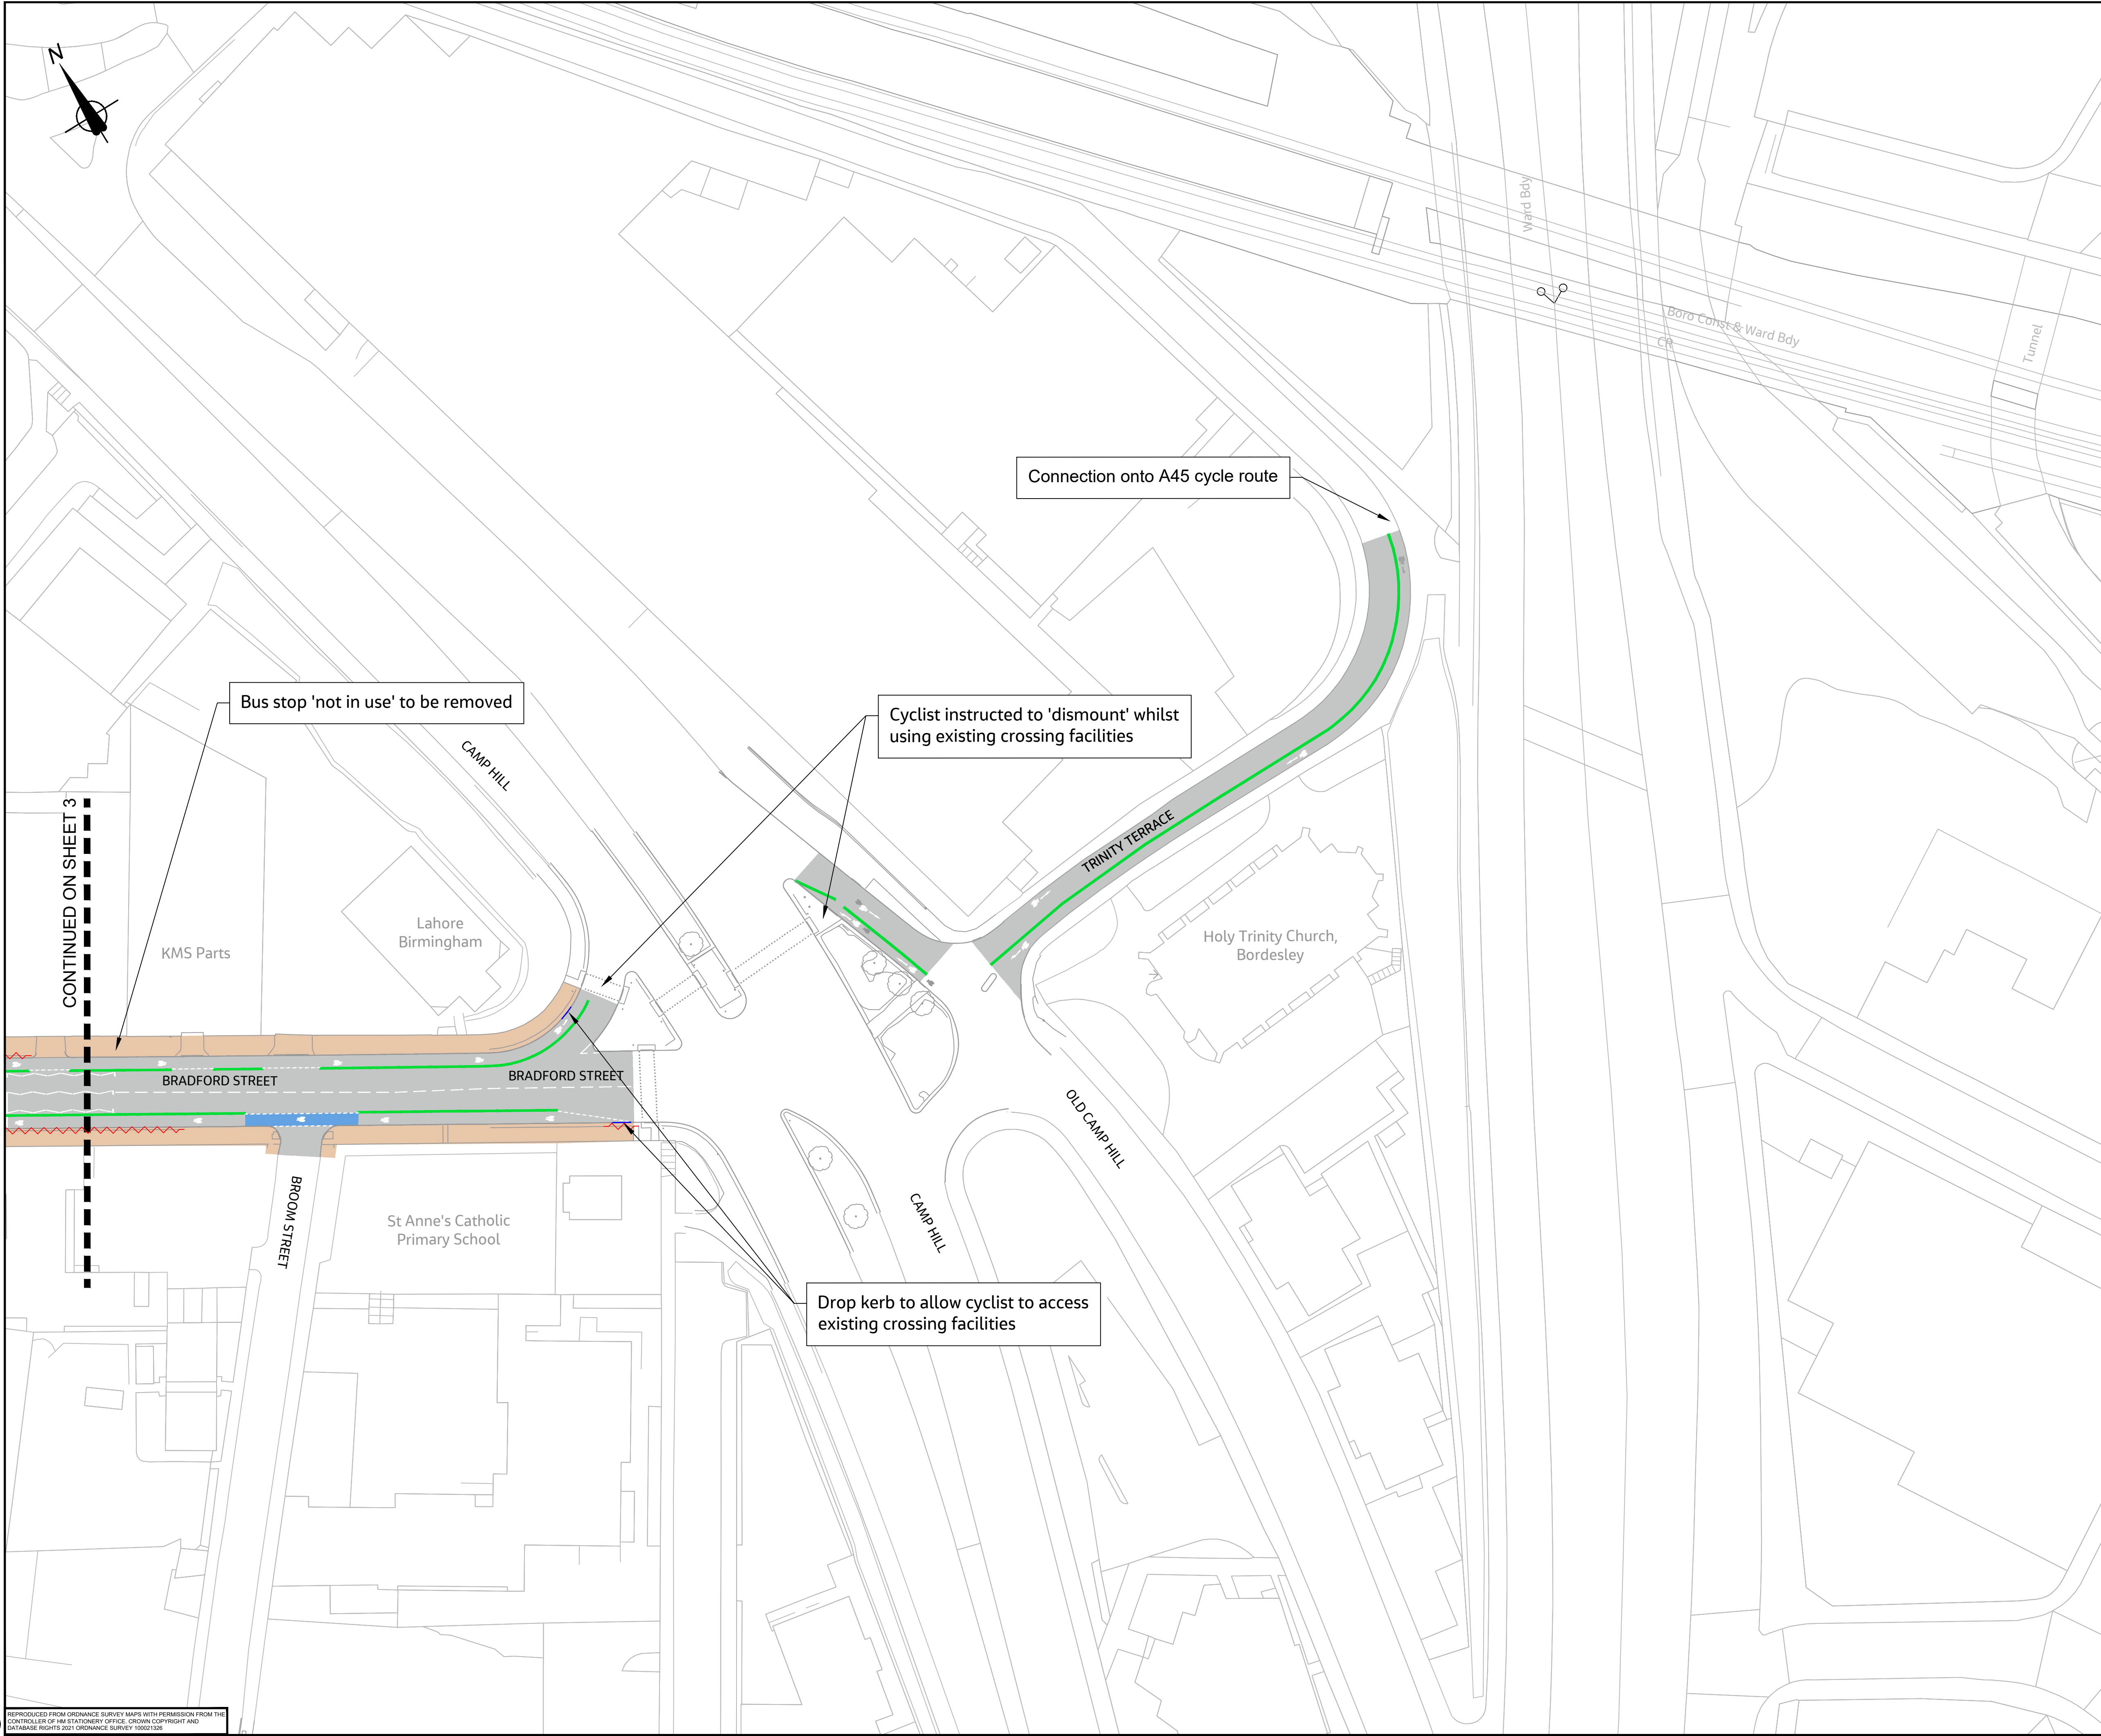 N
Ward Bdy
Boro Const & Ward Bdy
CR
Tunnel
Connection onto A45 cycle route
Bus stop 'not in use' to be removed
Cyclist instructed to 'dismount' whilst
using existing crossing facilities
CAMP HILL
CONTINUED ON SHEET 3
TRINITY TERRACE
Lahore
Birmingham
KMS Parts
Holy Trinity Church,
Bordesley
BRADFORD STREET
BRADFORD STREET
OLD CAMP HILL
BROOM STREET
St Anne's Catholic
Primary School
CAMP HILL
Drop kerb to allow cyclist to access
existing crossing facilities
REPRODUCED FROM ORDNANCE SURVEY MAPS WITH PERMISSION FROM THE
CONTROLLER OF HM STATIONERY OFFICE. CROWN COPYRIGHT AND
DATABASE RIGHTS 2021 ORDNANCE SURVEY 100021326